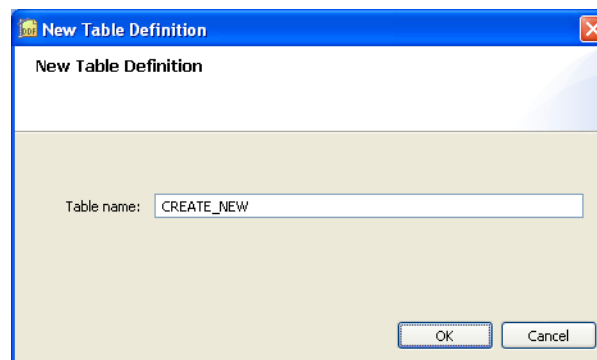 New Table Definition
New Table Definition
Table name: CREATE_NEW
OK Cancel